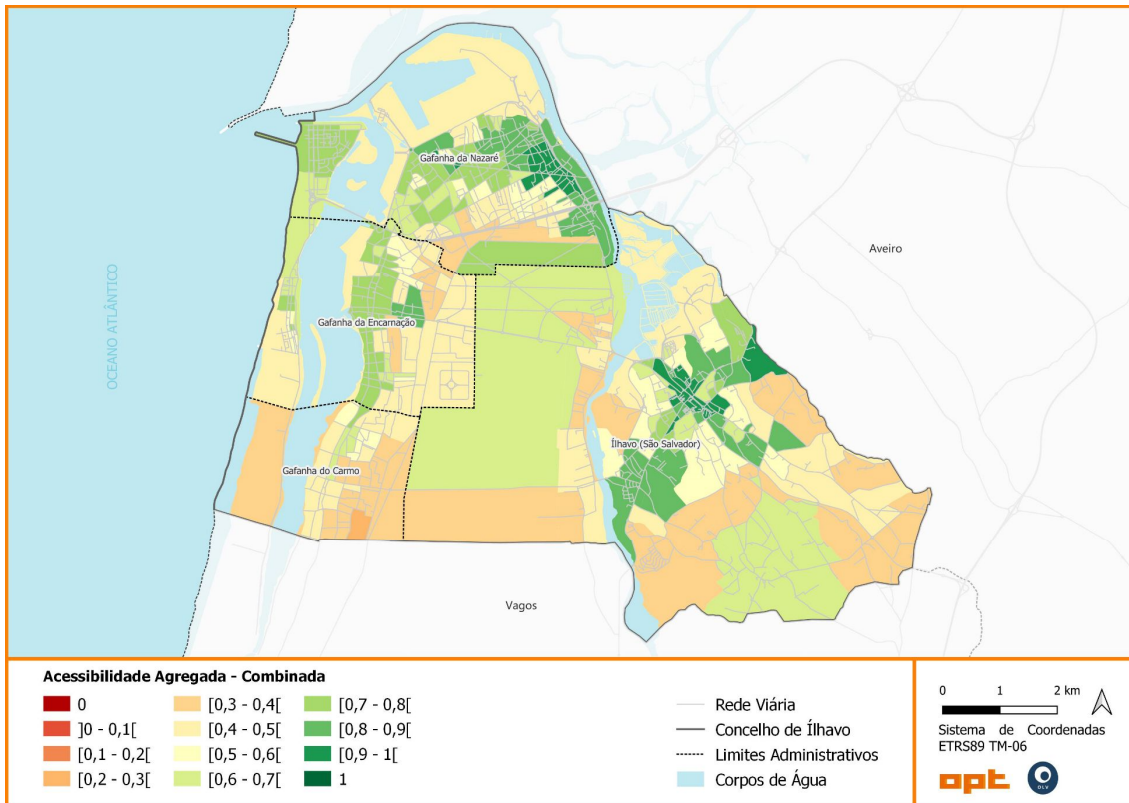 Gafanha da Nazaré
Aveiro
OCEANO ATLÂNTICO
Gafanha da Encarnação
Ílhavo (São Salvador)
Gafanha do Carmo
Vagos
Acessibilidade Agregada - Combinada
0
]0 - 0,1[
[0,1 - 0,2[
[0,2 - 0,3[
[0,3 - 0,4[
[0,4 - 0,5[
[0,5 - 0,6[
[0,6 - 0,7[
[0,7 - 0,8[
[0,8 - 0,9[
[0,9 - 1[
1
Rede Viária
Concelho de Ílhavo
Limites Administrativos
Corpos de Água
0 1 2 km
Sistema de Coordenadas
ETRS89 TM-06
opt
OLV